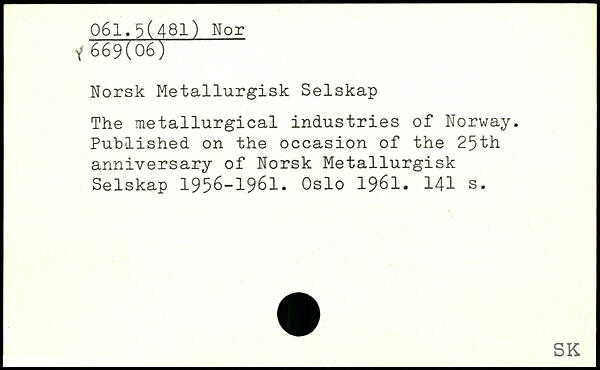 061.5(481) Nor
669(06)
Norsk Metallurgisk Selskap
The metallurgical industries of Norway.
Published on the occasion of the 25th
anniversary of Norsk Metallurgisk
Selskap 1956-1961. Oslo 1961. 141 s.
SK